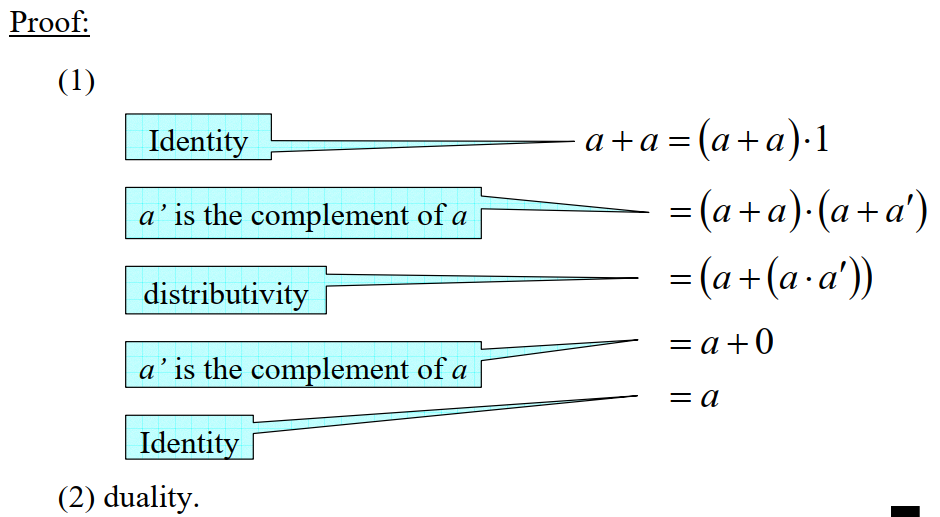 Proof:
(1)
Identity a + a = (a + a)·1
a’ is the complement of a = (a + a)·(a + a′)
distributivity = (a + (a · a′))
a’ is the complement of a = a + 0
Identity = a
(2) duality.